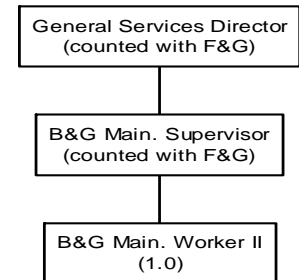 General Services Director
(counted with F&G)
B&G Main. Supervisor
(counted with F&G)
B&G Main. Worker II
(1.0)